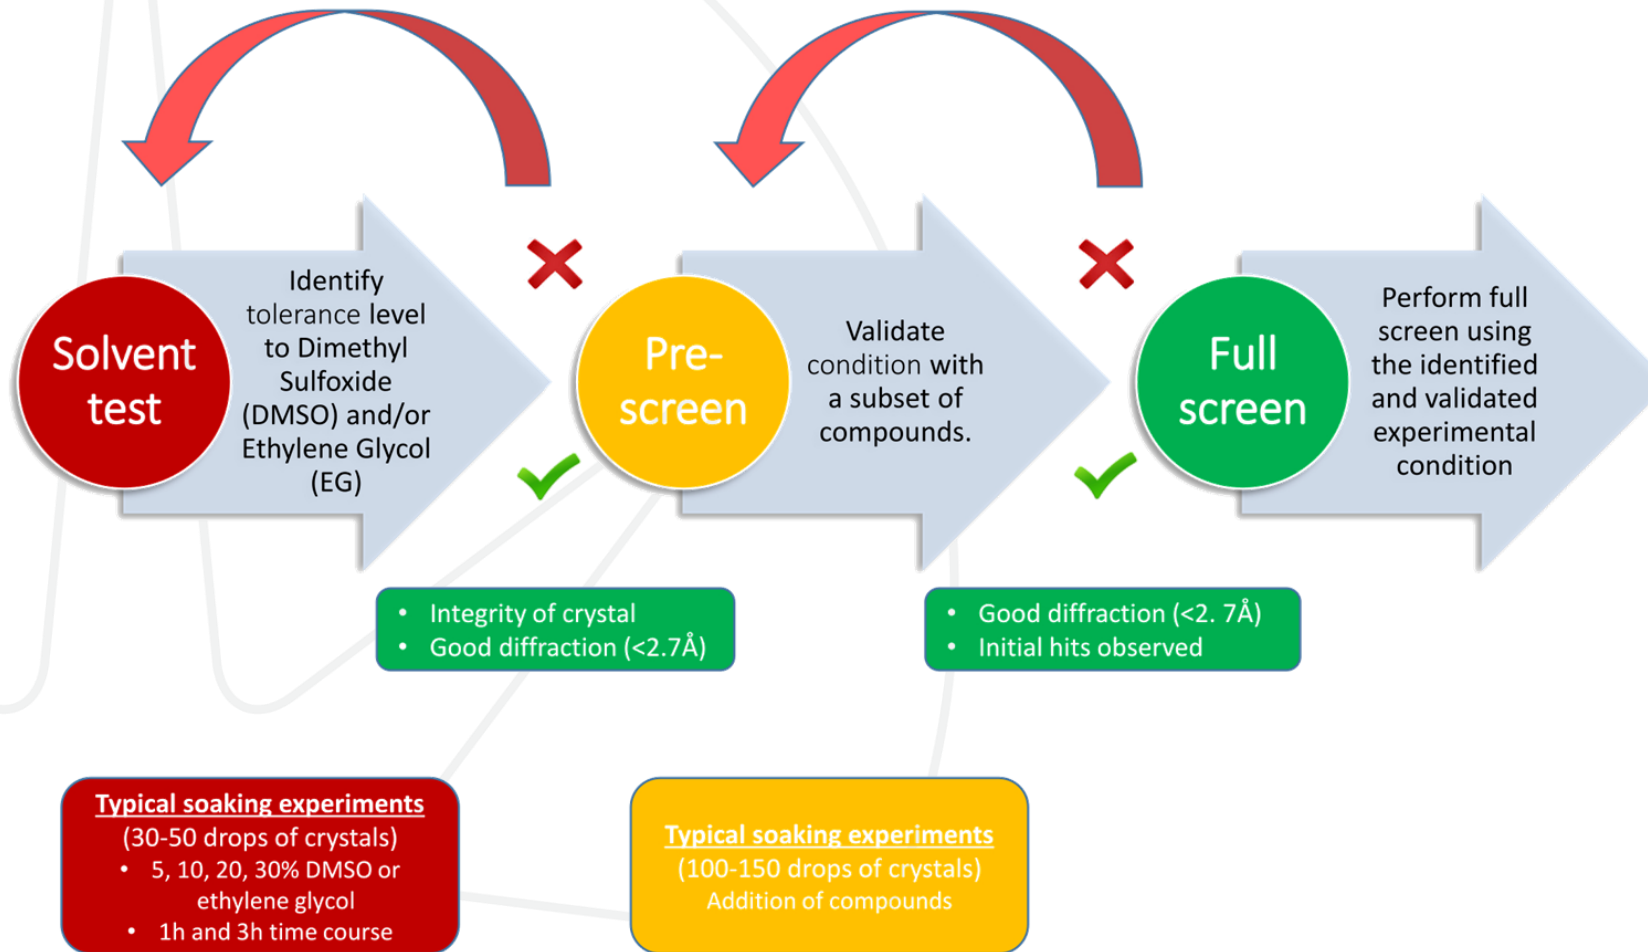 Solvent
test
Identify
tolerance level
to Dimethyl
Sulfoxide
(DMSO) and/or
Ethylene Glycol
(EG)
Pre-
screen
Validate
condition with
a subset of
compounds.
Full
screen
Perform full
screen using
the identified
and validated
experimental
condition
• Integrity of crystal
• Good diffraction (<2.7Å)
• Good diffraction (<2. 7Å)
• Initial hits observed
Typical soaking experiments
(30-50 drops of crystals)
• 5, 10, 20, 30% DMSO or
ethylene glycol
• 1h and 3h time course
Typical soaking experiments
(100-150 drops of crystals)
Addition of compounds